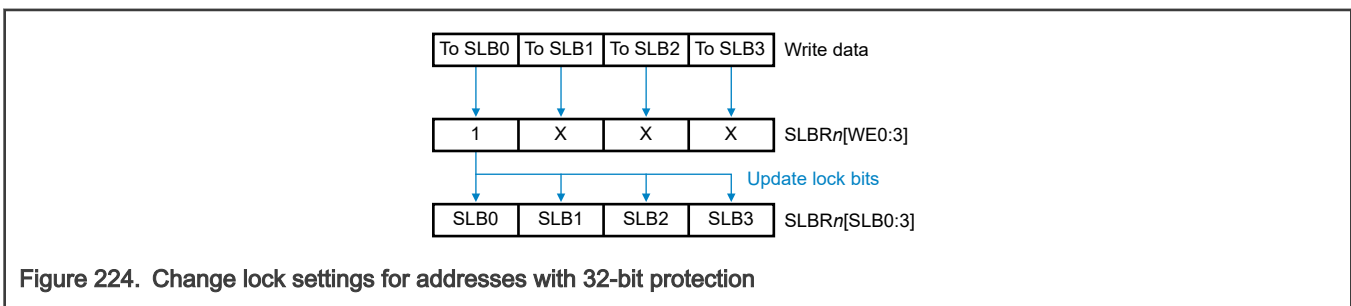 To SLB0 To SLB1 To SLB2 To SLB3 Write data
1 X X X SLBRn[WE0:3]
Update lock bits
SLB0 SLB1 SLB2 SLB3 SLBRn[SLB0:3]
Figure 224. Change lock settings for addresses with 32-bit protection